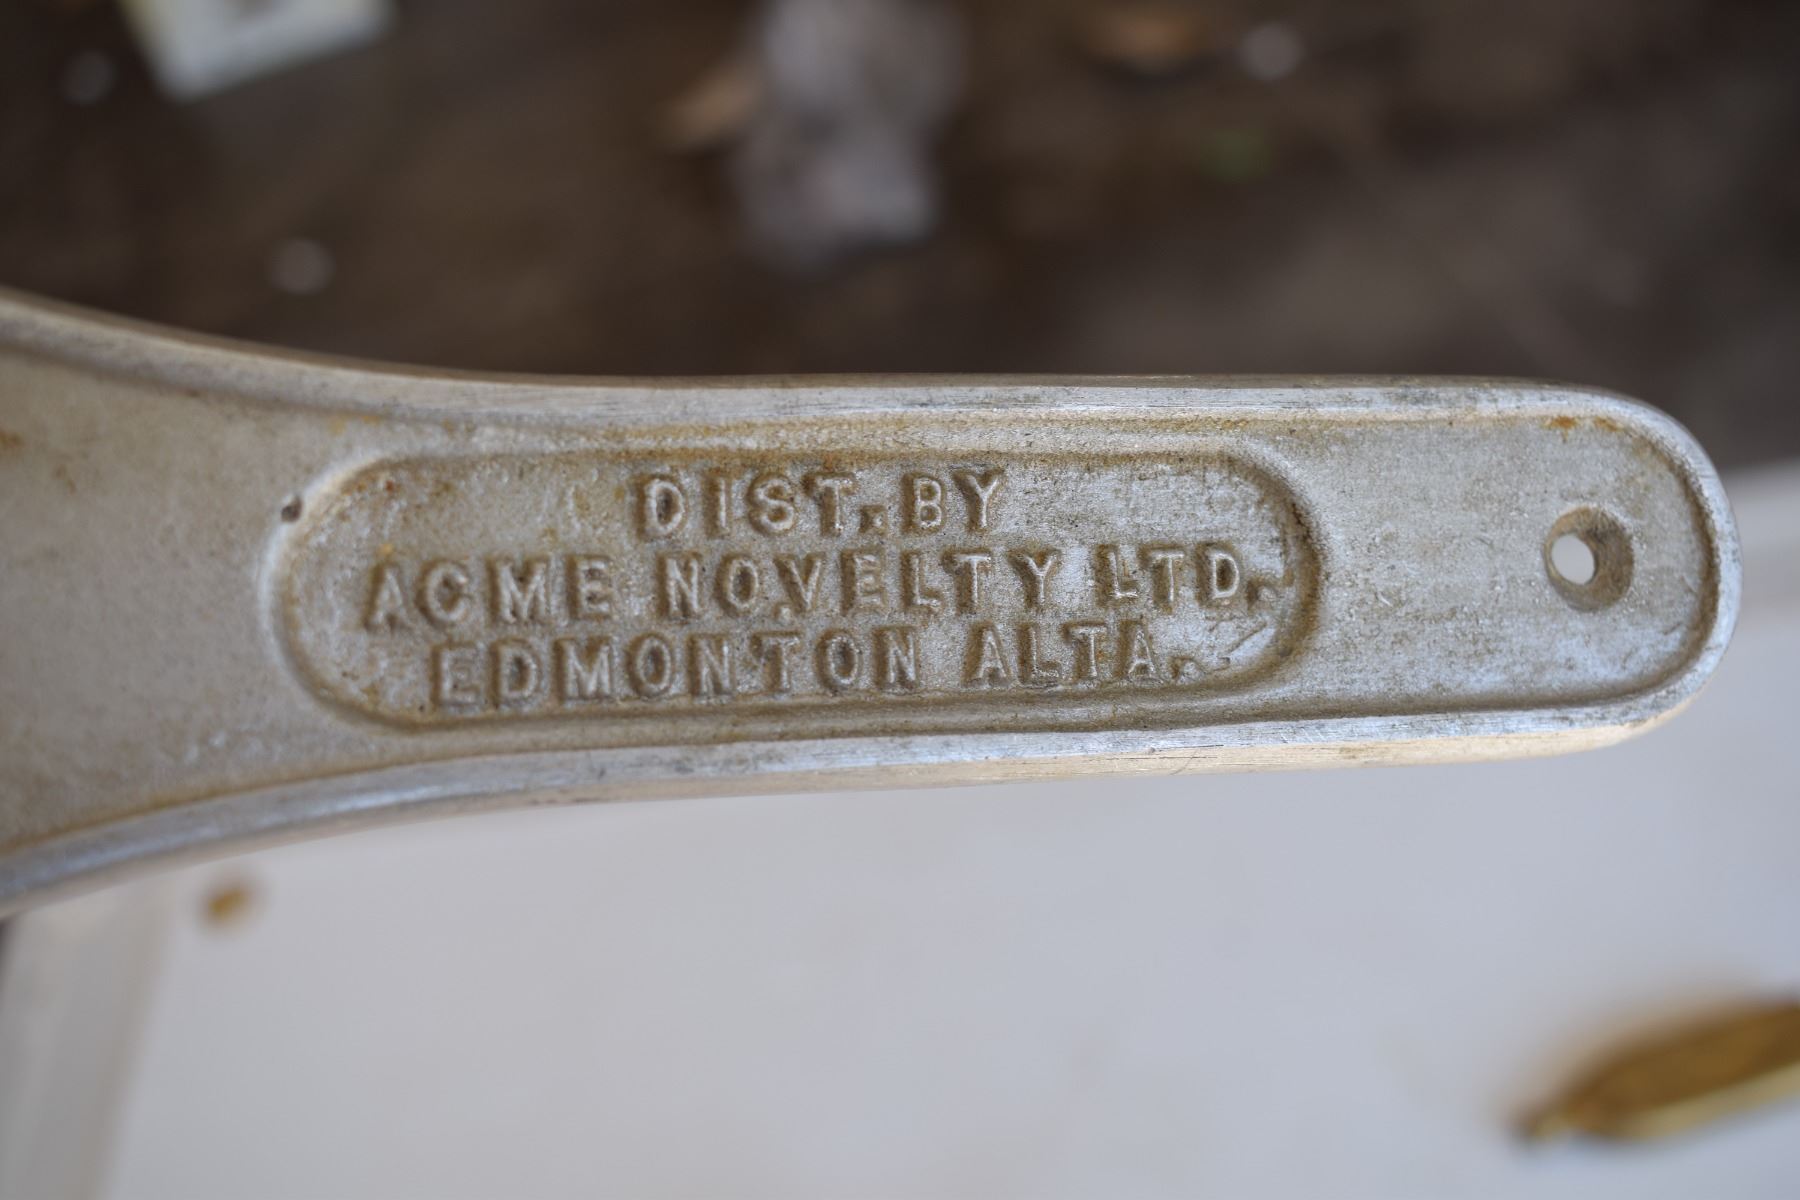 DIST. BY
ACME NOVELTY LTD.
EDMONTON ALTA.